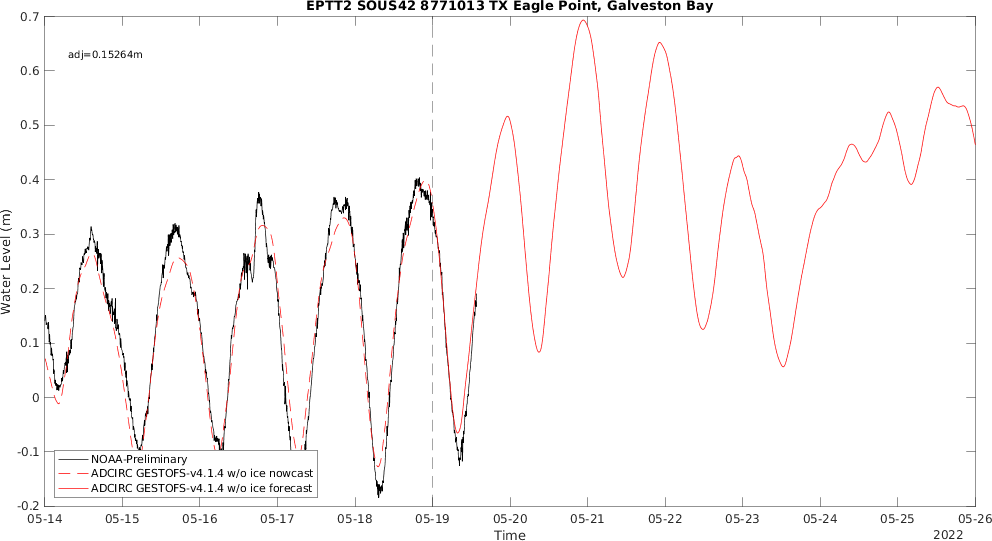 EPTT2 SOUS42 8771013 TX Eagle Point, Galveston Bay
adj=0.15264m
0.7
0.6
0.5
0.4
0.3
0.2
0.1
0
-0.1
-0.2
Water Level (m)
NOAA-Preliminary
ADCIRC GESTOFS-v4.1.4 w/o ice nowcast
ADCIRC GESTOFS-v4.1.4 w/o ice forecast
05-14 05-15 05-16 05-17 05-18 05-19 05-20 05-21 05-22 05-23 05-24 05-25 05-26
Time
2022